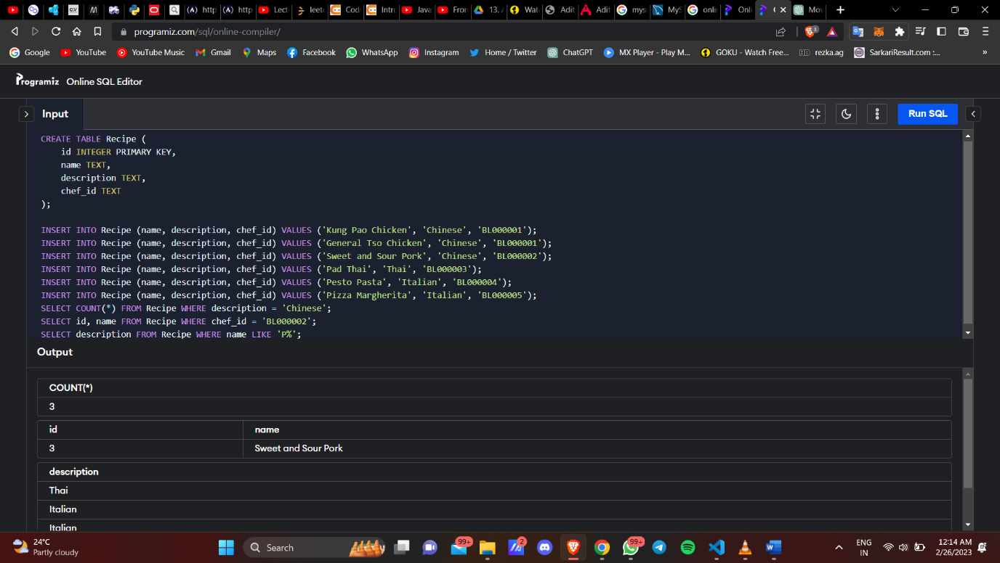 http
http
Lect
leetc
Cod
Intro
Java
Fron
13. A
Wat
Adit
Adit
mys
MyS
onlin
Onli
Mov
programiz.com/sql/online-compiler/
3
Google
YouTube
YouTube Music
Gmail
Maps
Facebook
WhatsApp
Instagram
Home / Twitter
ChatGPT
MX Player - Play M...
GOKU - Watch Free...
HD rezka.ag
SarkariResult.com :...
»
Programiz Online SQL Editor
Input
Run SQL
CREATE TABLE Recipe (
id INTEGER PRIMARY KEY,
name TEXT,
description TEXT,
chef_id TEXT
);
INSERT INTO Recipe (name, description, chef_id) VALUES ('Kung Pao Chicken', 'Chinese', 'BL000001');
INSERT INTO Recipe (name, description, chef_id) VALUES ('General Tso Chicken', 'Chinese', 'BL000001');
INSERT INTO Recipe (name, description, chef_id) VALUES ('Sweet and Sour Pork', 'Chinese', 'BL000002');
INSERT INTO Recipe (name, description, chef_id) VALUES ('Pad Thai', 'Thai', 'BL000003');
INSERT INTO Recipe (name, description, chef_id) VALUES ('Pesto Pasta', 'Italian', 'BL000004');
INSERT INTO Recipe (name, description, chef_id) VALUES ('Pizza Margherita', 'Italian', 'BL000005');
SELECT COUNT(*) FROM Recipe WHERE description = 'Chinese';
SELECT id, name FROM Recipe WHERE chef_id = 'BL000002';
SELECT description FROM Recipe WHERE name LIKE 'P%';
Output
COUNT(*)
3
id name
3 Sweet and Sour Pork
description
Thai
Italian
Italian
24°C
Partly cloudy
Search
99+
2
99+
ENG
IN
12:14 AM
2/26/2023